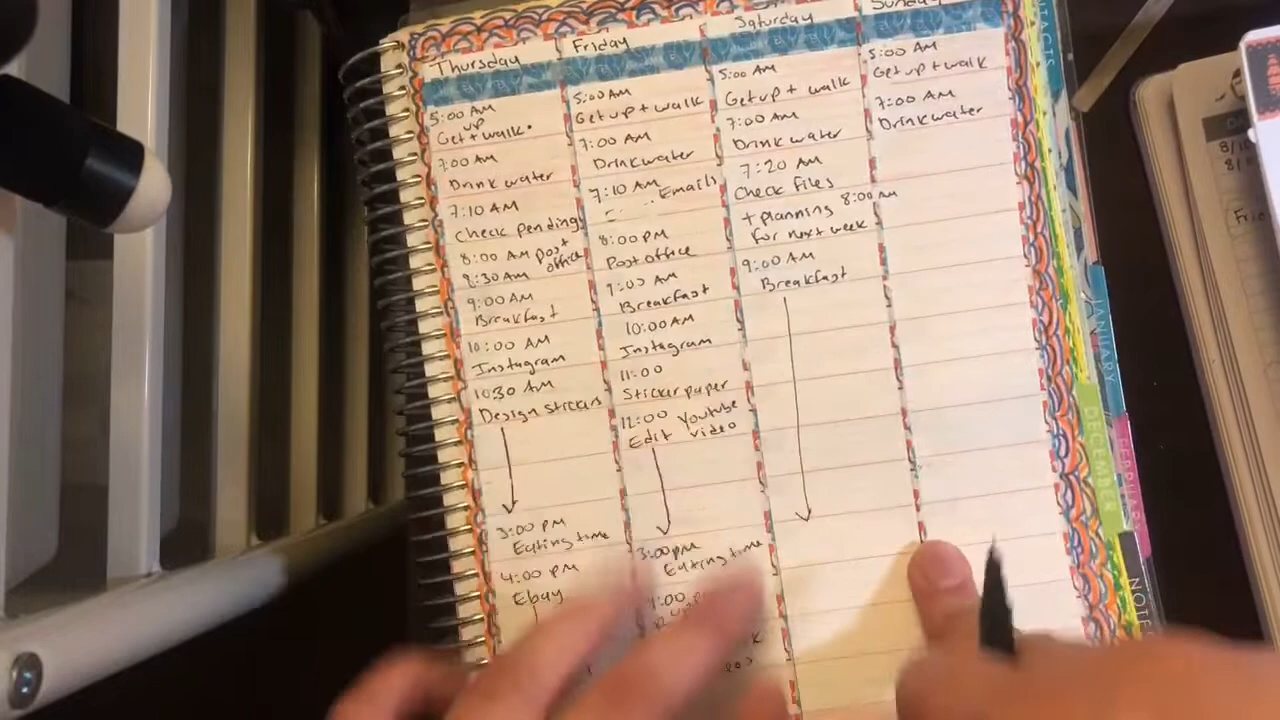 Thursday
5:00 AM
up
Get + walk.
7:00 AM
Drink water
7:10 AM
Check pending
8:00 AM Post
office
8:30 AM
9:00 AM
Breakfast
10:00 AM
Instagram
10:30 AM
Design stickers
3:00 PM
Eating time
4:00 PM
Ebay
Friday
5:00 AM
Get up + walk
7:00 AM
Drink water
7:10 AM Emails
8:00 PM
Post office
9:00 AM
Breakfast
10:00 AM
Instagram
11:00
Sticker paper
12:00 Youtube
Edit video
3:00 pm
Eating time
Saturday
5:00 AM
Get up + walk
7:00 AM
Drink water
7:20 AM
Check files
+ planning 8:00 AM
for next week
9:00 AM
Breakfast
Sunday
5:00 AM
Get up + walk
7:00 AM
Drink water
JANUARY
DECEMBER